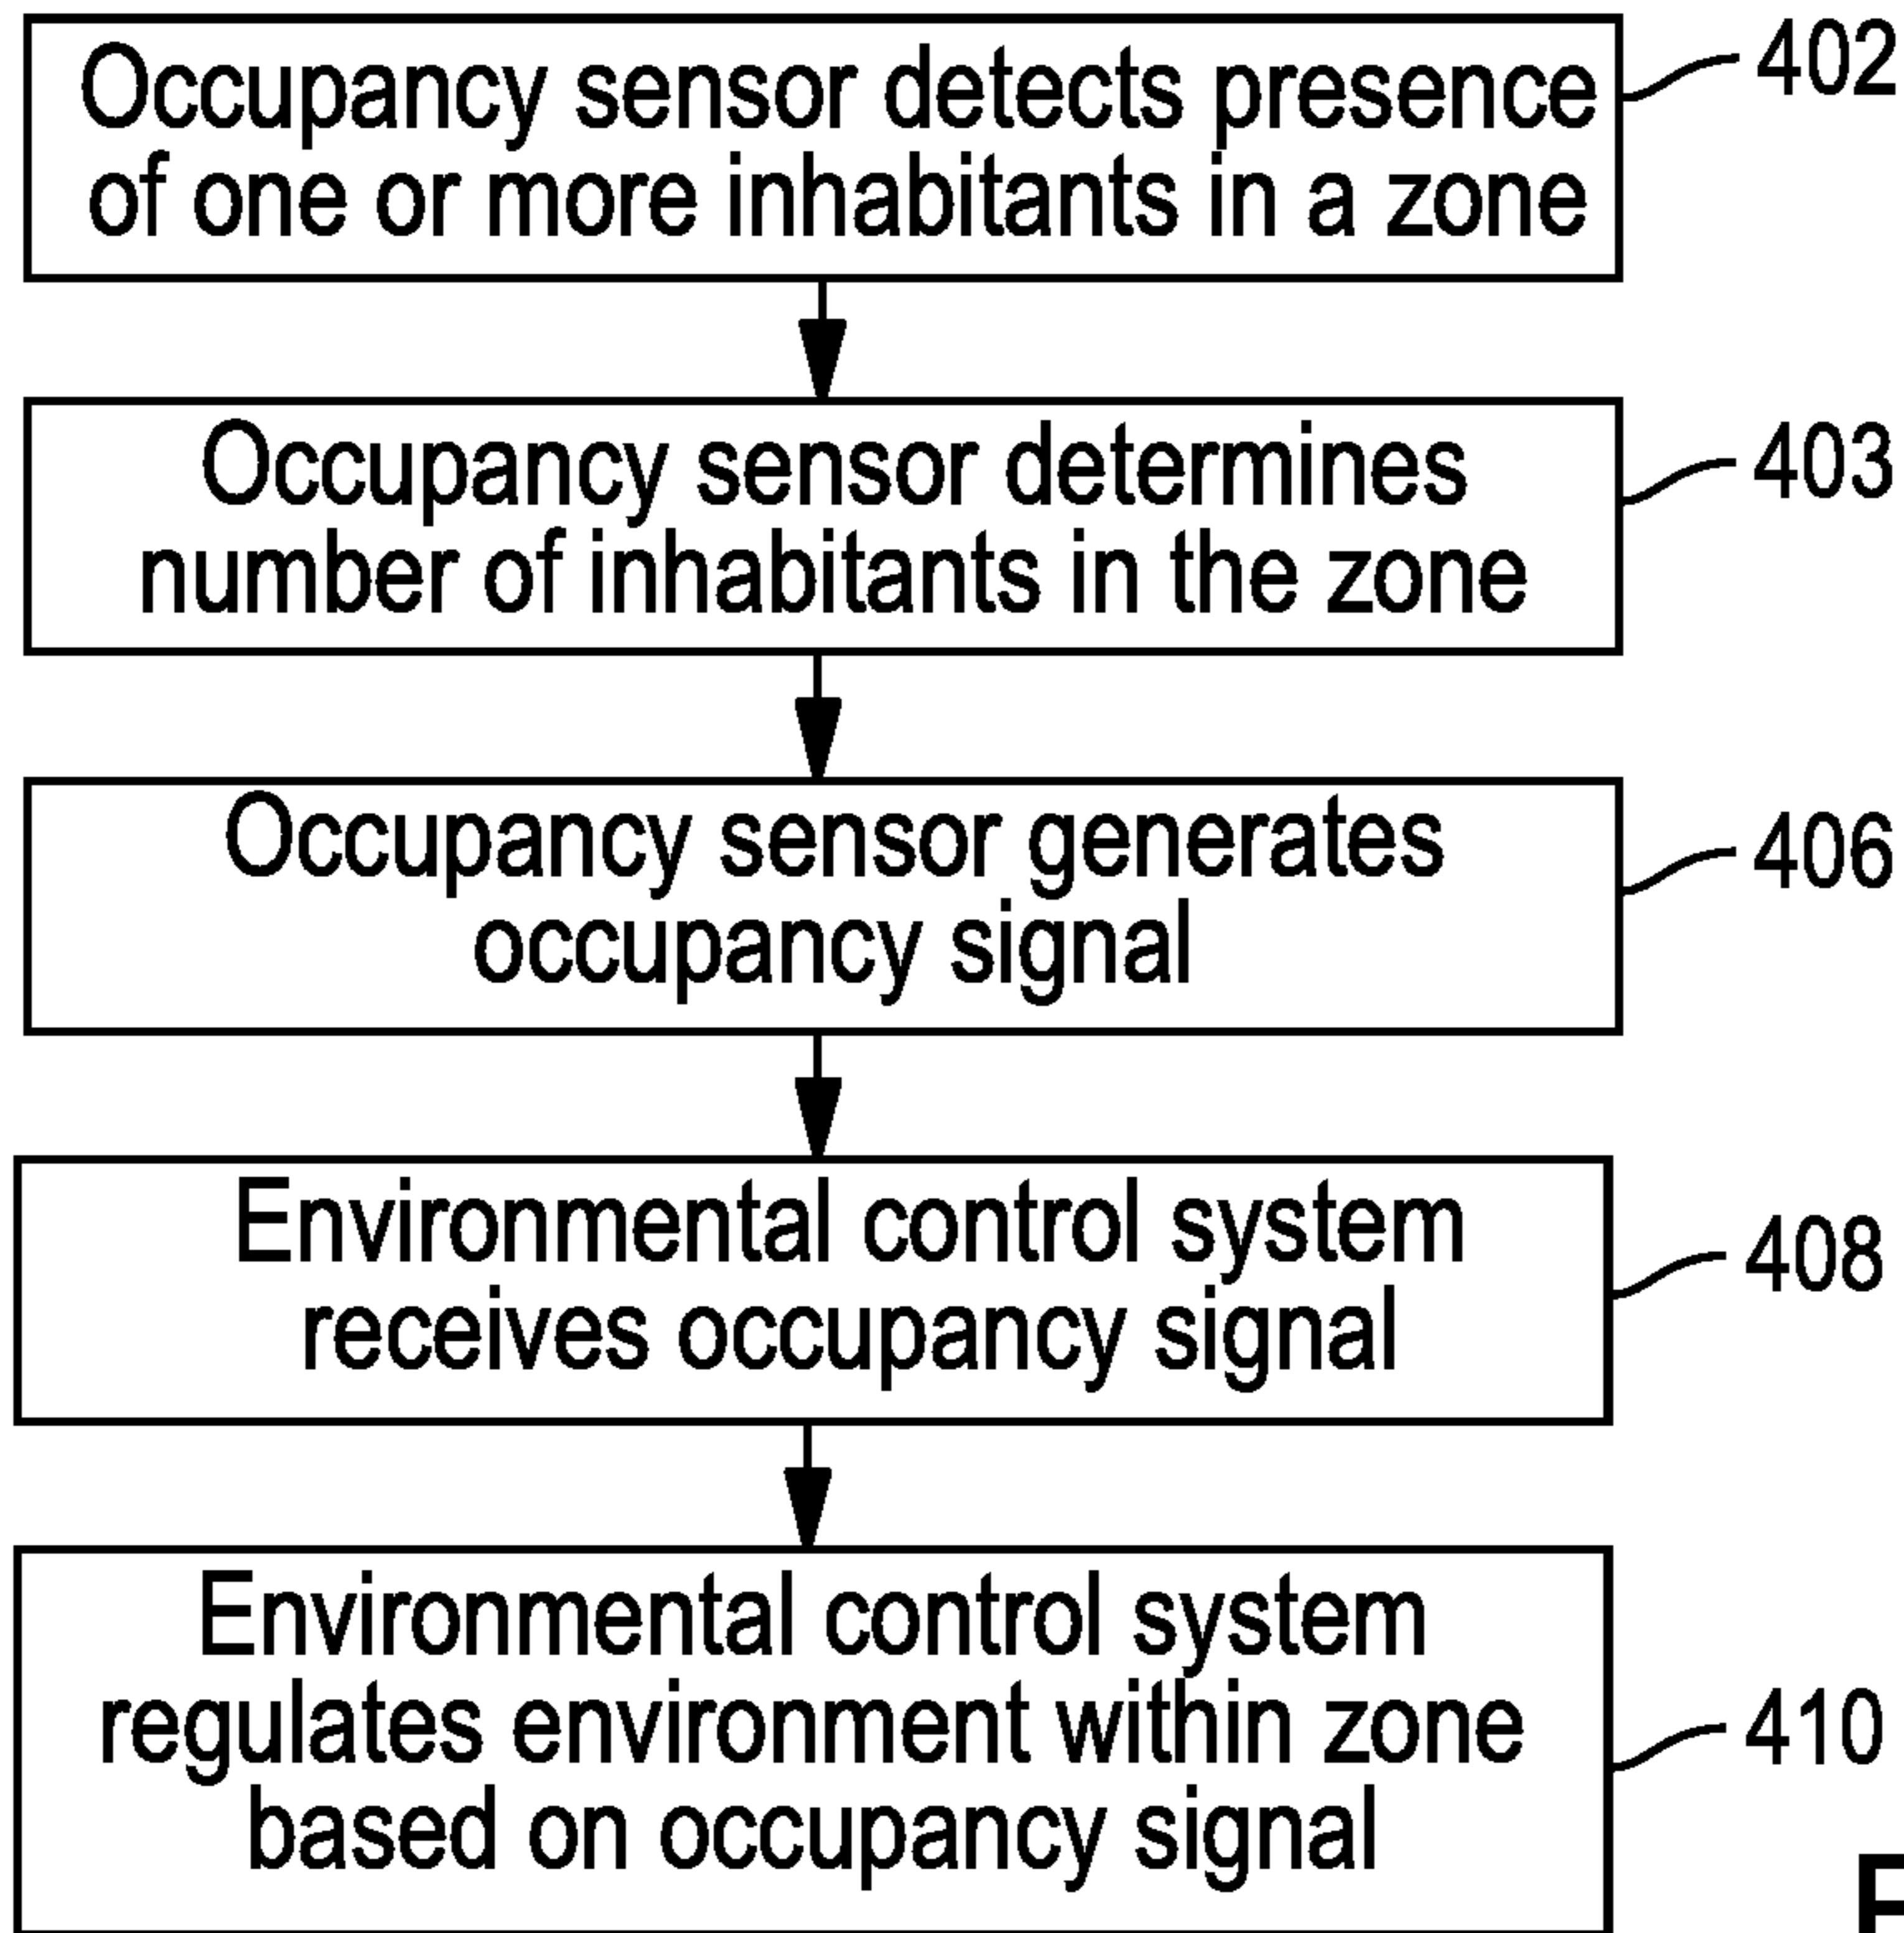 Occupancy sensor detects presence
of one or more inhabitants in a zone
402
Occupancy sensor determines
number of inhabitants in the zone
403
Occupancy sensor generates
occupancy signal
406
Environmental control system
receives occupancy signal
408
Environmental control system
regulates environment within zone
based on occupancy signal
410